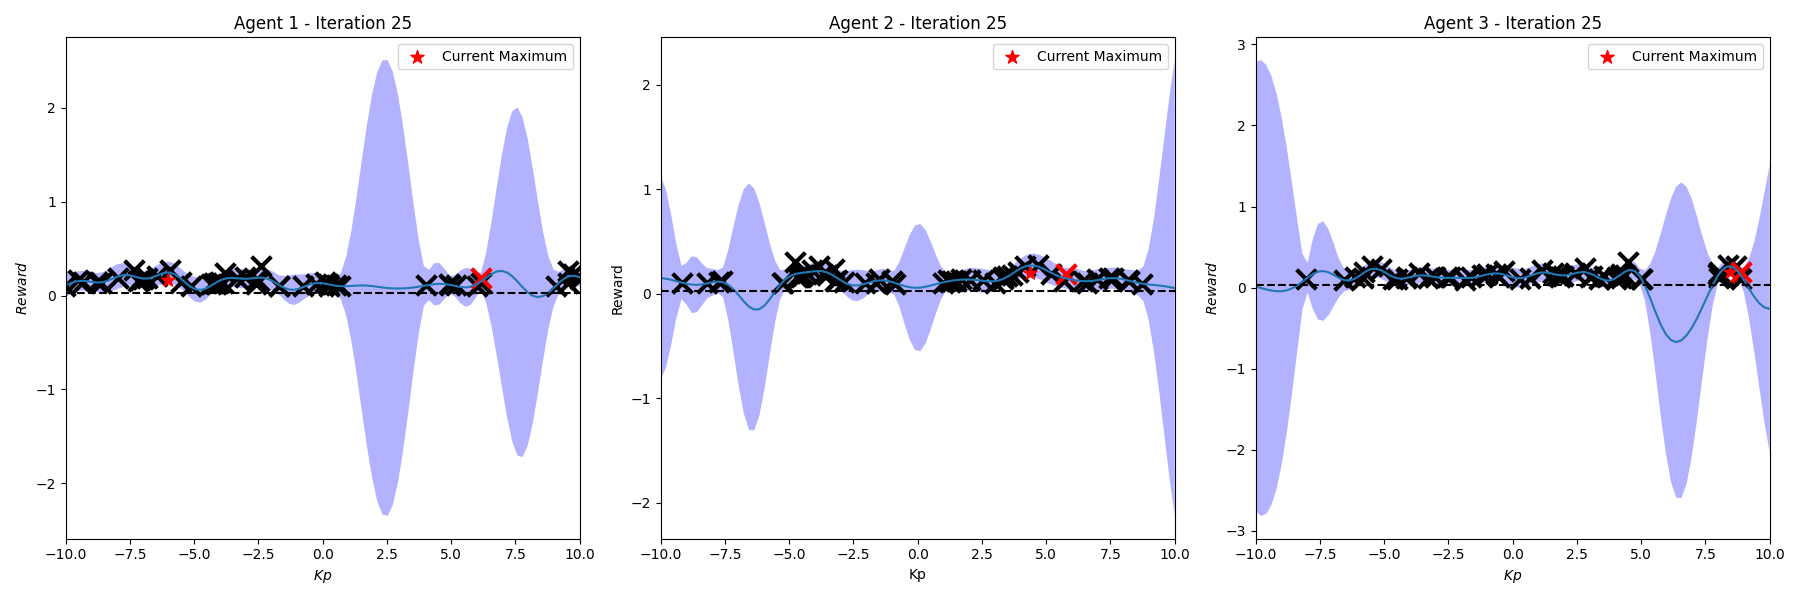 Agent 1 - Iteration 25
Current Maximum
Reward
2
1
0
−1
−2
−10.0 −7.5 −5.0 −2.5 0.0 2.5 5.0 7.5 10.0
Kp
Agent 2 - Iteration 25
Current Maximum
Reward
2
1
0
−1
−2
−10.0 −7.5 −5.0 −2.5 0.0 2.5 5.0 7.5 10.0
Kp
Agent 3 - Iteration 25
Current Maximum
Reward
3
2
1
0
−1
−2
−3
−10.0 −7.5 −5.0 −2.5 0.0 2.5 5.0 7.5 10.0
Kp